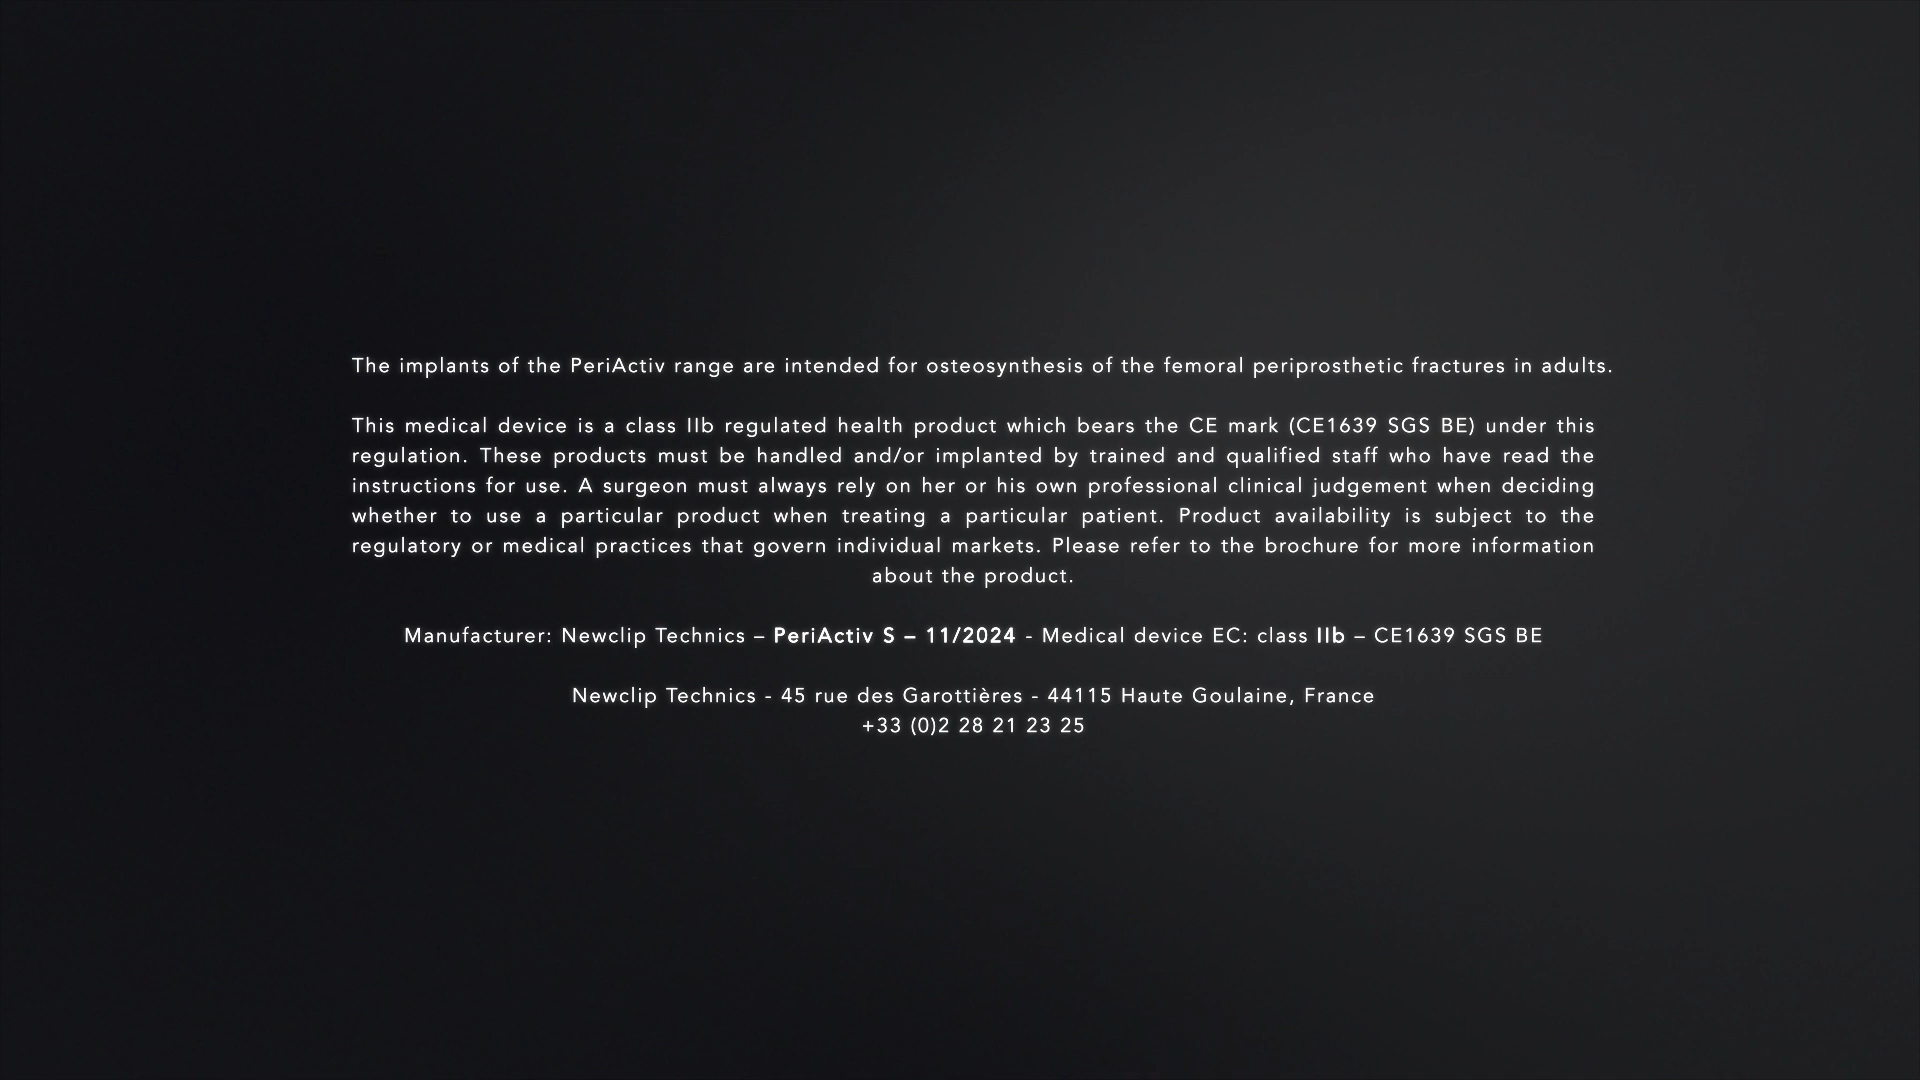 The implants of the PeriActiv range are intended for osteosynthesis of the femoral periprosthetic fractures in adults.
This medical device is a class IIb regulated health product which bears the CE mark (CE1639 SGS BE) under this
regulation. These products must be handled and/or implanted by trained and qualified staff who have read the
instructions for use. A surgeon must always rely on her or his own professional clinical judgement when deciding
whether to use a particular product when treating a particular patient. Product availability is subject to the
regulatory or medical practices that govern individual markets. Please refer to the brochure for more information
about the product.
Manufacturer: Newclip Technics – PeriActiv S – 11/2024 - Medical device EC: class IIb – CE1639 SGS BE
Newclip Technics - 45 rue des Garottières - 44115 Haute Goulaine, France
+33 (0)2 28 21 23 25